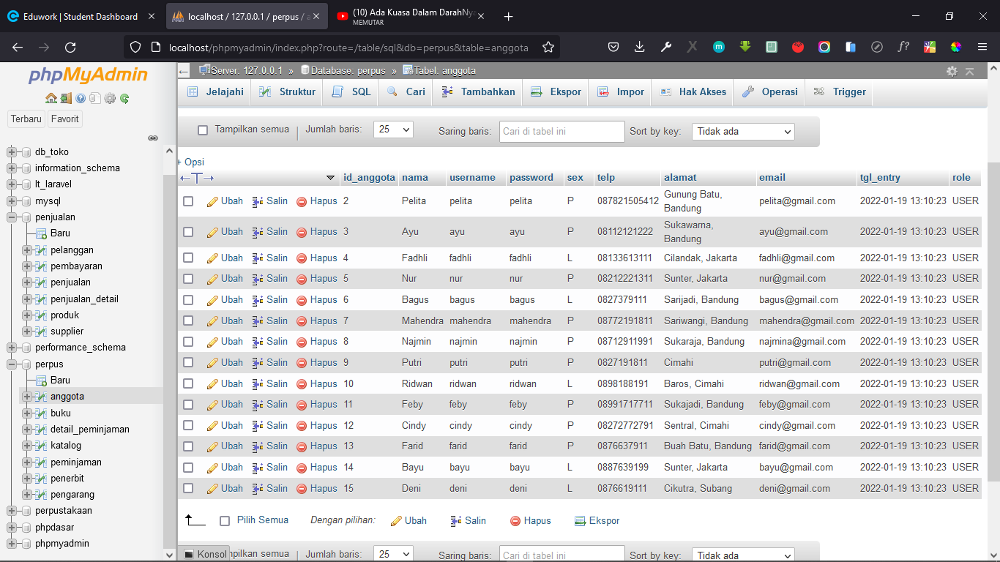 Eduwork | Student Dashboard
localhost / 127.0.0.1 / perpus / a
(10) Ada Kuasa Dalam DarahNya
MEMUTAR
localhost/phpmyadmin/index.php?route=/table/sql&db=perpus&table=anggota
phpMyAdmin
Terbaru Favorit
db_toko
information_schema
lt_laravel
mysql
penjualan
Baru
pelanggan
pembayaran
penjualan
penjualan_detail
produk
supplier
performance_schema
perpus
Baru
anggota
buku
detail_peminjaman
katalog
peminjaman
penerbit
pengarang
perpustakaan
phpdasar
phpmyadmin
Server: 127.0.0.1 » Database: perpus » Tabel: anggota
Jelajahi Struktur SQL Cari Tambahkan Ekspor Impor Hak Akses Operasi Trigger
Tampilkan semua | Jumlah baris: 25 Saring baris: Cari di tabel ini Sort by key: Tidak ada
+ Opsi
←T→ id_anggota nama username password sex telp alamat email tgl_entry role
Ubah Salin Hapus 2 Pelita pelita pelita P 087821505412 Gunung Batu, Bandung pelita@gmail.com 2022-01-19 13:10:23 USER
Ubah Salin Hapus 3 Ayu ayu ayu P 08112121222 Sukawarna, Bandung ayu@gmail.com 2022-01-19 13:10:23 USER
Ubah Salin Hapus 4 Fadhli fadhli fadhli L 08133613111 Cilandak, Jakarta fadhli@gmail.com 2022-01-19 13:10:23 USER
Ubah Salin Hapus 5 Nur nur nur P 08212221311 Sunter, Jakarta nur@gmail.com 2022-01-19 13:10:23 USER
Ubah Salin Hapus 6 Bagus bagus bagus L 0827379111 Sarijadi, Bandung bagus@gmail.com 2022-01-19 13:10:23 USER
Ubah Salin Hapus 7 Mahendra mahendra mahendra P 08772191811 Sariwangi, Bandung mahendra@gmail.com 2022-01-19 13:10:23 USER
Ubah Salin Hapus 8 Najmin najmin najmin P 08712911991 Sukaraja, Bandung najmina@gmail.com 2022-01-19 13:10:23 USER
Ubah Salin Hapus 9 Putri putri putri P 0827191811 Cimahi putri@gmail.com 2022-01-19 13:10:23 USER
Ubah Salin Hapus 10 Ridwan ridwan ridwan L 0898188191 Baros, Cimahi ridwan@gmail.com 2022-01-19 13:10:23 USER
Ubah Salin Hapus 11 Feby feby feby P 08991717711 Sukajadi, Bandung feby@gmail.com 2022-01-19 13:10:23 USER
Ubah Salin Hapus 12 Cindy cindy cindy P 08272772791 Sentral, Cimahi cindy@gmail.com 2022-01-19 13:10:23 USER
Ubah Salin Hapus 13 Farid farid farid P 0876637911 Buah Batu, Bandung farid@gmail.com 2022-01-19 13:10:23 USER
Ubah Salin Hapus 14 Bayu bayu bayu L 0887639199 Sunter, Jakarta bayu@gmail.com 2022-01-19 13:10:23 USER
Ubah Salin Hapus 15 Deni deni deni L 0876619111 Cikutra, Subang deni@gmail.com 2022-01-19 13:10:23 USER
Pilih Semua Dengan pilihan: Ubah Salin Hapus Ekspor
Konsol mpilkan semua Jumlah baris: 25 Saring baris: Cari di tabel ini Sort by key: Tidak ada